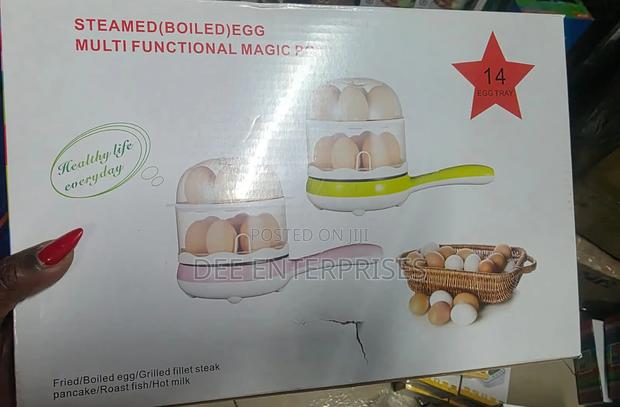 STEAMED(BOILED)EGG
MULTI FUNCTIONAL MAGIC
14
EGG TRAY
Healthy life
everyday
POSTED ON JIJI
DEE ENTERPRISES
Fried/Boiled egg/Grilled fillet steak
pancake/Roast fish/Hot milk